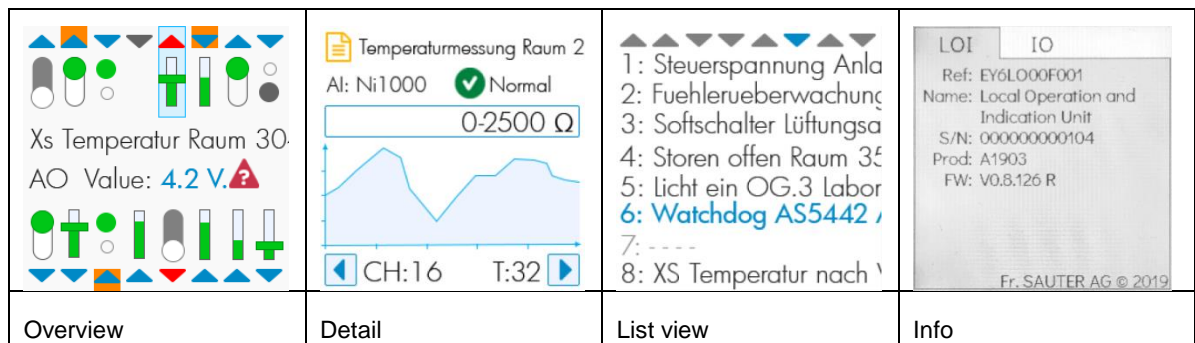 Xs Temperatur Raum 30
AO Value: 4.2 V.
?
Overview
Temperaturmessung Raum 2
AI: Ni1000 Normal
0-2500 Ω
CH:16 T:32
Detail
1: Steuerspannung Anla
2: Fuehlerueberwachung
3: Softschalter Lüftungsa
4: Storen offen Raum 35
5: Licht ein OG.3 Labor
6: Watchdog AS5442
7: ----
8: XS Temperatur nach
List view
LOI IO
Ref: EY6LO00F001
Name: Local Operation and
Indication Unit
S/N: 000000000104
Prod: A1903
FW: V0.8.126 R
Fr. SAUTER AG © 2019
Info